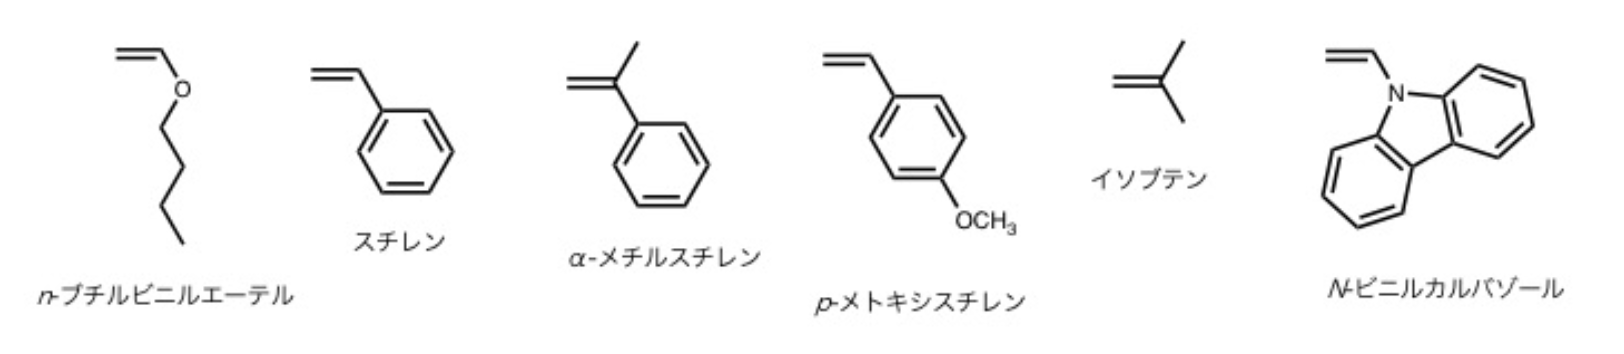 O
n-ブチルビニルエーテル
スチレン
α-メチルスチレン
OCH3
p-メトキシスチレン
イソブテン
N
N-ビニルカルバゾール